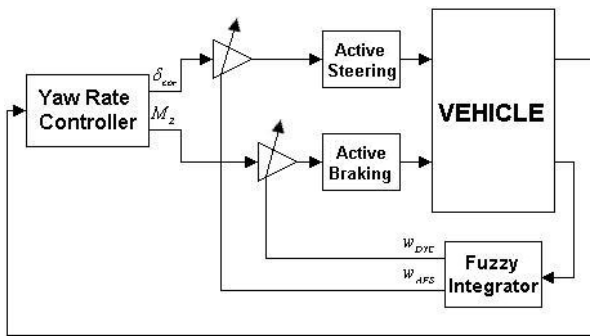 Active
Steering
δcor
Yaw Rate
Controller
Mz
VEHICLE
Active
Braking
wDYC
wAFS
Fuzzy
Integrator